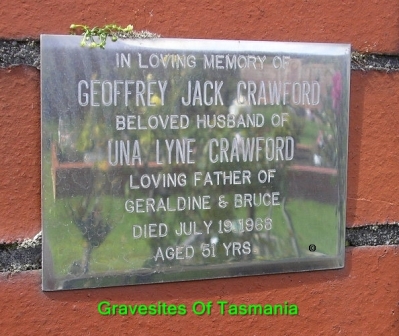 IN LOVING MEMORY OF
GEOFFREY JACK CRAWFORD
BELOVED HUSBAND OF
UNA LYNE CRAWFORD
LOVING FATHER OF
GERALDINE & BRUCE
DIED JULY 19 1968
AGED 51 YRS
Gravesites Of Tasmania